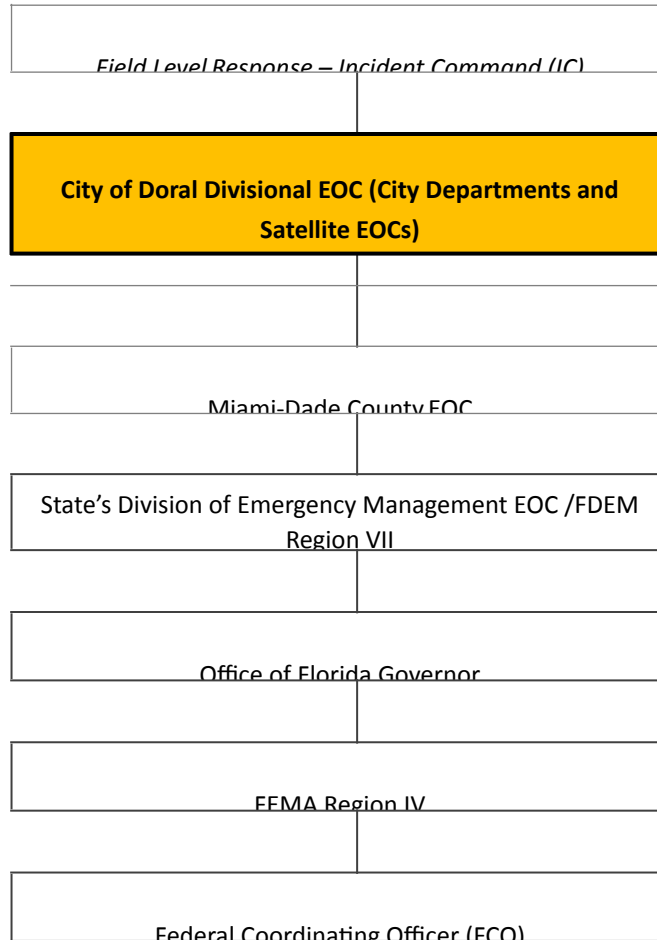 Field Level Response – Incident Command (IC)
City of Doral Divisional EOC (City Departments and
Satellite EOCs)
Miami-Dade County EOC
State's Division of Emergency Management EOC /FDEM
Region VII
Office of Florida Governor
FEMA Region IV
Federal Coordinating Officer (FCO)